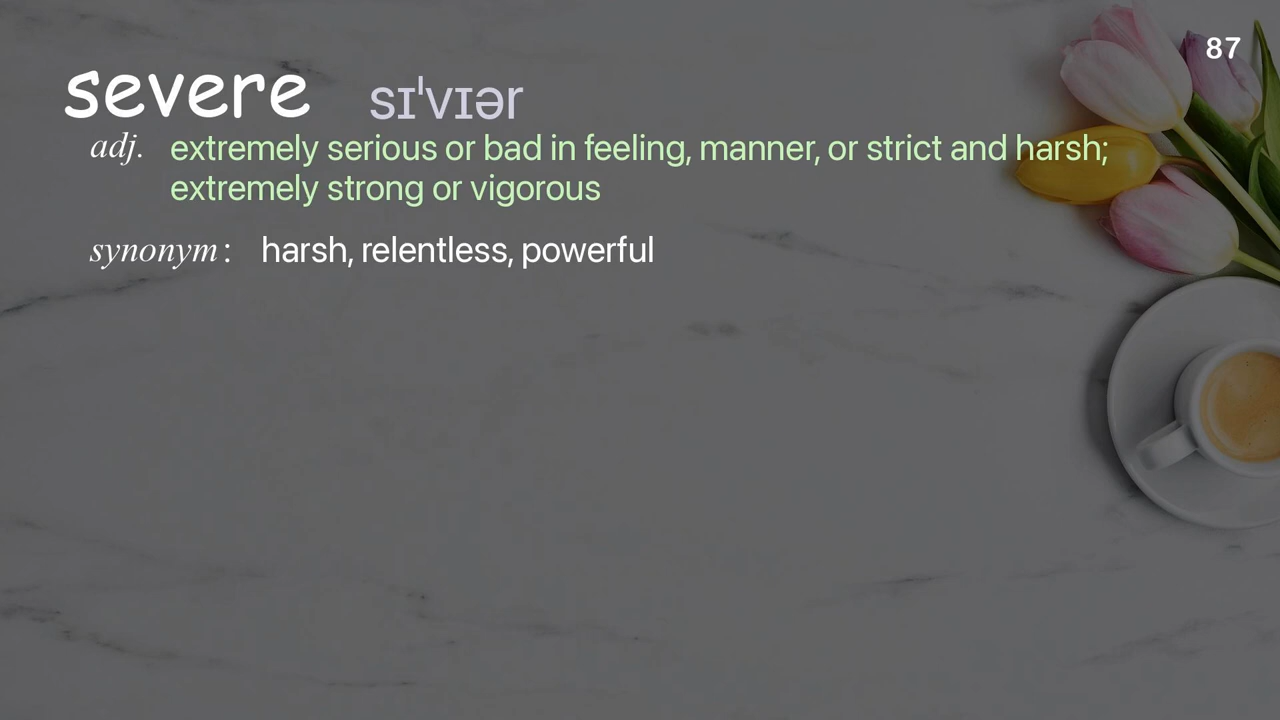 87
severe sɪˈvɪər
adj. extremely serious or bad in feeling, manner, or strict and harsh;
extremely strong or vigorous
synonym : harsh, relentless, powerful